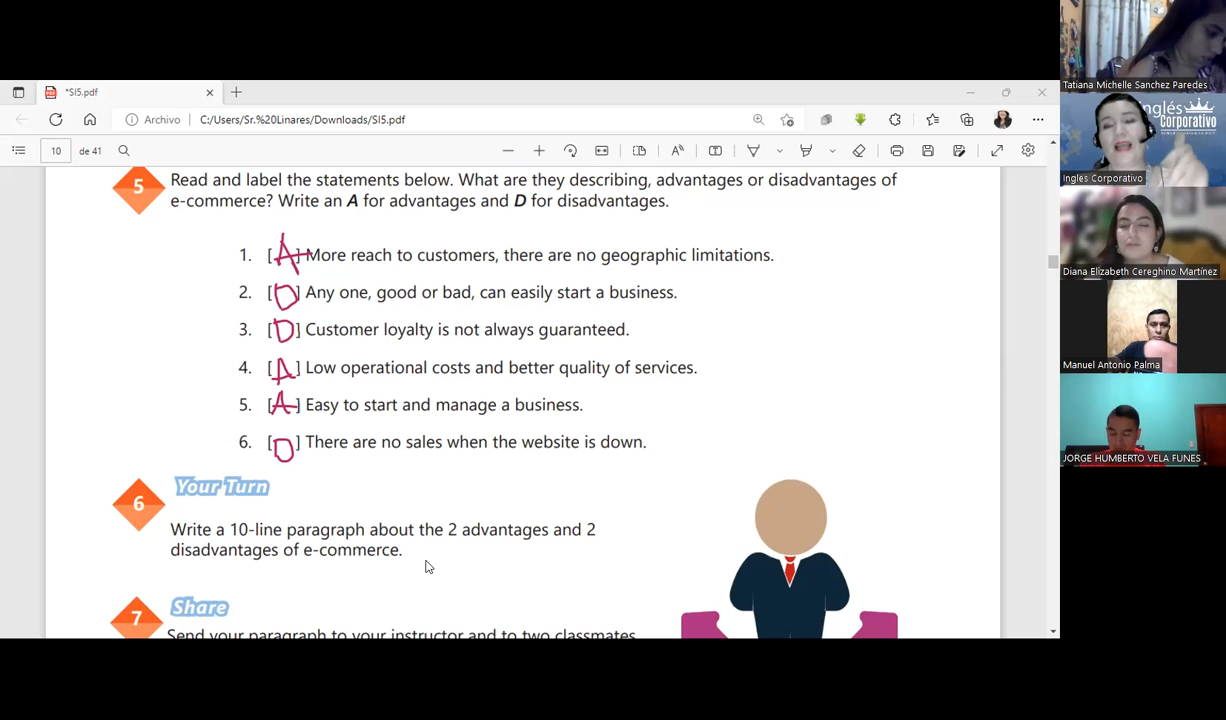 *SI5.pdf
Archivo
C:/Users/Sr.%20Linares/Downloads/SI5.pdf
10
de 41
5
Read and label the statements below. What are they describing, advantages or disadvantages of
e-commerce? Write an A for advantages and D for disadvantages.
1. [A] More reach to customers, there are no geographic limitations.
2. [D] Any one, good or bad, can easily start a business.
3. [D] Customer loyalty is not always guaranteed.
4. [A] Low operational costs and better quality of services.
5. [A] Easy to start and manage a business.
6. [D] There are no sales when the website is down.
6
Your Turn
Write a 10-line paragraph about the 2 advantages and 2
disadvantages of e-commerce.
7
Share
Send your paragraph to your instructor and to two classmates
Tatiana Michelle Sanchez Paredes
Inglés
Corporativo
Inglés Corporativo
Diana Elizabeth Cereghino Martínez
Manuel Antonio Palma
JORGE HUMBERTO VELA FUNES